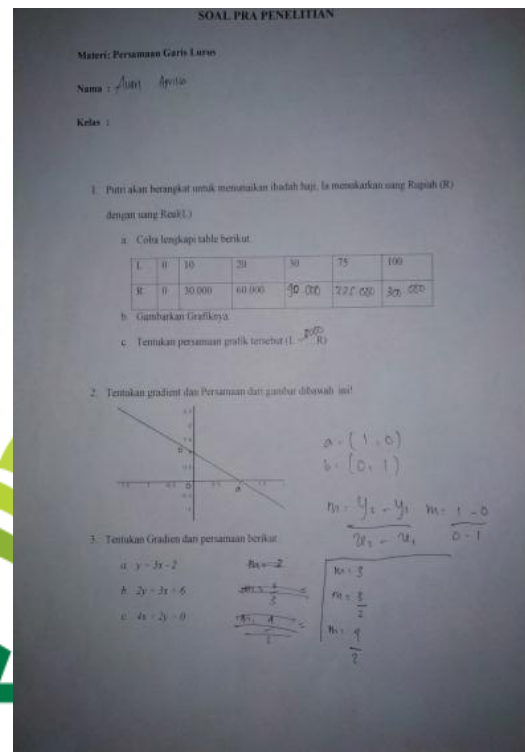 SOAL PRA PENELITIAN
Materi: Persamaan Garis Lurus
Nama :
Kelas :
1. Putri akan berangkat untuk menunaikan ibadah haji, Ia menukarkan uang Rupiah (R)
dengan uang Real(L)
a. Coba lengkapi table berikut.
L 0 10 20 30 75 100
R 0 30.000 60.000 90.000 225.000 300.000
b. Gambarkan Grafiknya.
c. Tentukan persamaan grafik tersebut (L R)
2. Tentukan gradient dan Persamaan dari gambar dibawah ini!
a = (1, 0)
b = (0, 1)
m = y₂ - y₁ m = 1 - 0
x₂ - x₁ 0 - 1
3. Tentukan Gradien dan persamaan berikut
a. y = 3x - 2 m = 3
b. 2y = 3x + 6 m = 3/2
c. 4x - 2y = 0 m = 4/2